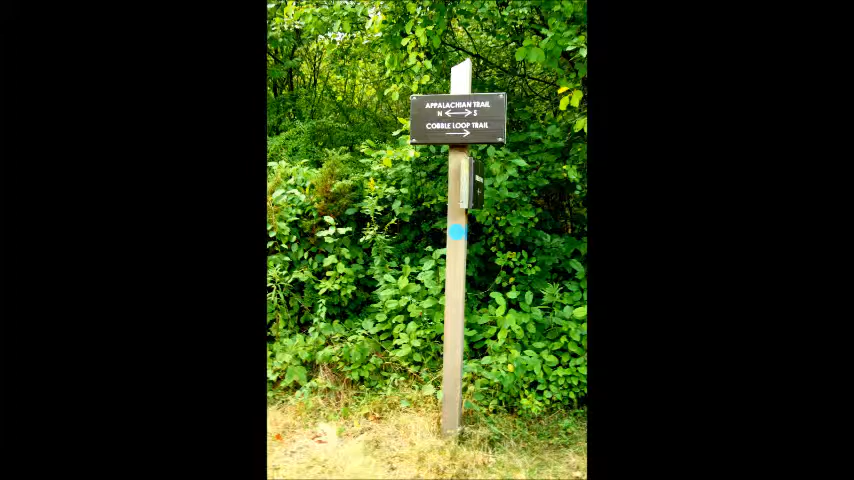 APPALACHIAN TRAIL
N ⟷ S
COBBLE LOOP TRAIL